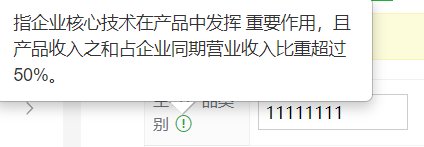 指企业核心技术在产品中发挥 重要作用，且
产品收入之和占企业同期营业收入比重超过
50%。
别
11111111